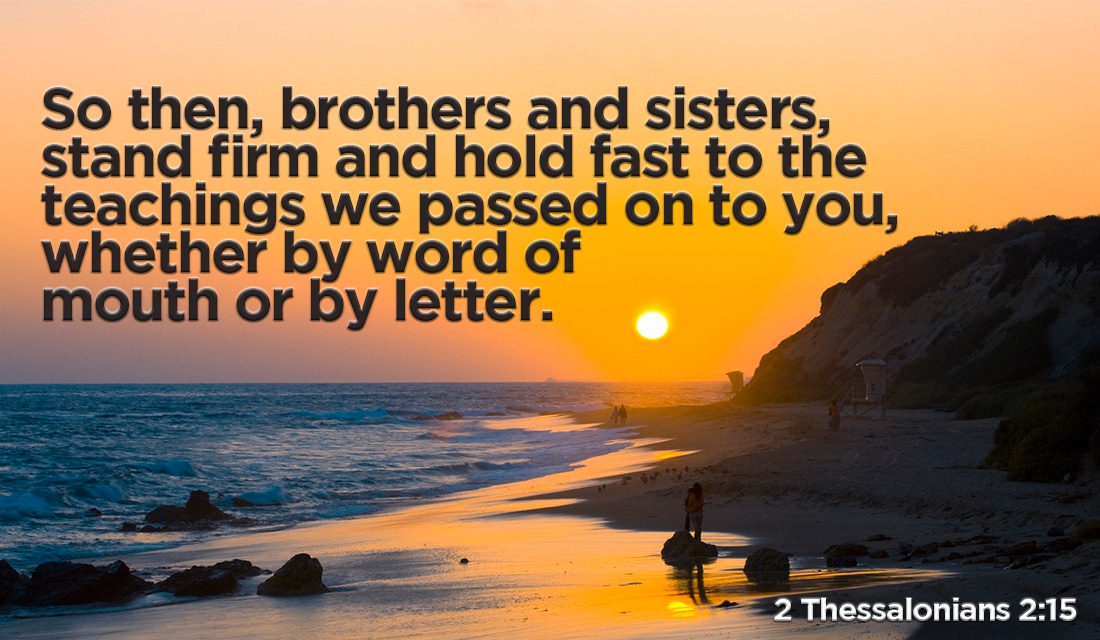 So then, brothers and sisters,
stand firm and hold fast to the
teachings we passed on to you,
whether by word of
mouth or by letter.
2 Thessalonians 2:15